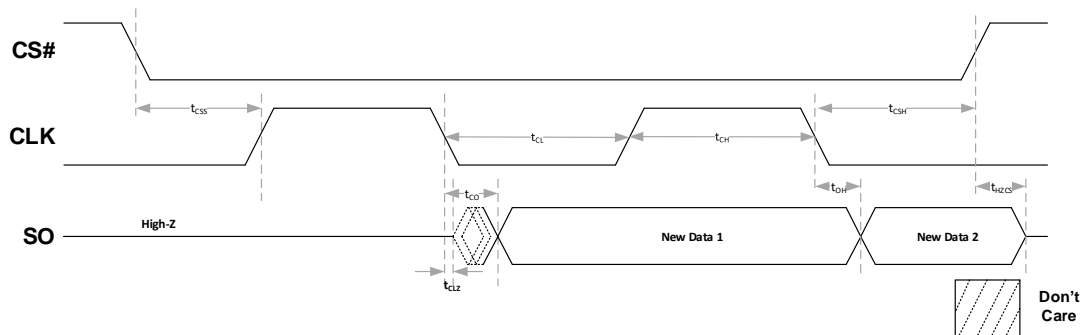 CS#
tCSS
tCSH
CLK
tCL
tCH
tCO
tOH
tHZCS
High-Z
SO
New Data 1
New Data 2
tCLZ
Don't
Care